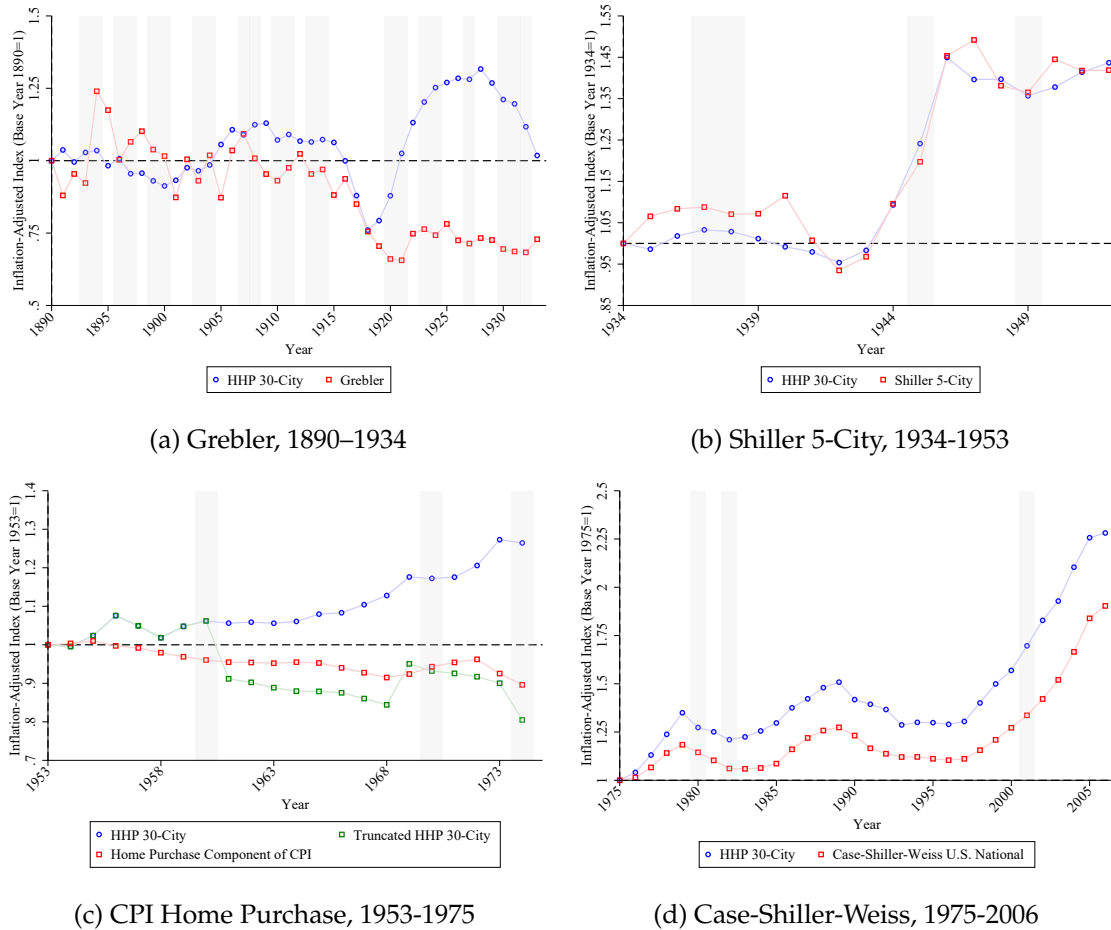 Inflation-Adjusted Index (Base Year 1890=1)
1.5
1.25
1
.75
.5
1890
1895
1900
1905
1910
1915
1920
1925
1930
Year
HHP 30-City
Grebler
(a) Grebler, 1890–1934
Inflation-Adjusted Index (Base Year 1934=1)
1.55
1.45
1.35
1.25
1.15
1.05
.95
.85
1934
1939
1944
1949
Year
HHP 30-City
Shiller 5-City
(b) Shiller 5-City, 1934-1953
Inflation-Adjusted Index (Base Year 1953=1)
1.4
1.3
1.2
1.1
1
.9
.8
.7
1953
1958
1963
1968
1973
Year
HHP 30-City
Truncated HHP 30-City
Home Purchase Component of CPI
(c) CPI Home Purchase, 1953-1975
Inflation-Adjusted Index (Base Year 1975=1)
2.5
2.25
2
1.75
1.5
1.25
1
1975
1980
1985
1990
1995
2000
2005
Year
HHP 30-City
Case-Shiller-Weiss U.S. National
(d) Case-Shiller-Weiss, 1975-2006